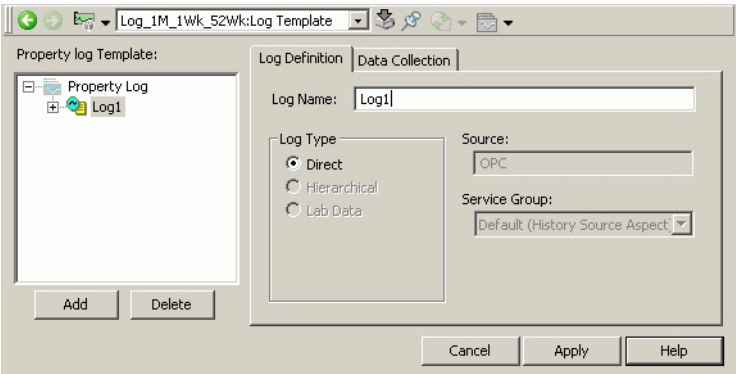 Log_1M_1Wk_52Wk:Log Template
Property log Template:
Property Log
Log1
Add
Delete
Log Definition
Data Collection
Log Name:
Log1
Log Type
Direct
Hierarchical
Lab Data
Source:
OPC
Service Group:
Default (History Source Aspect)
Cancel
Apply
Help